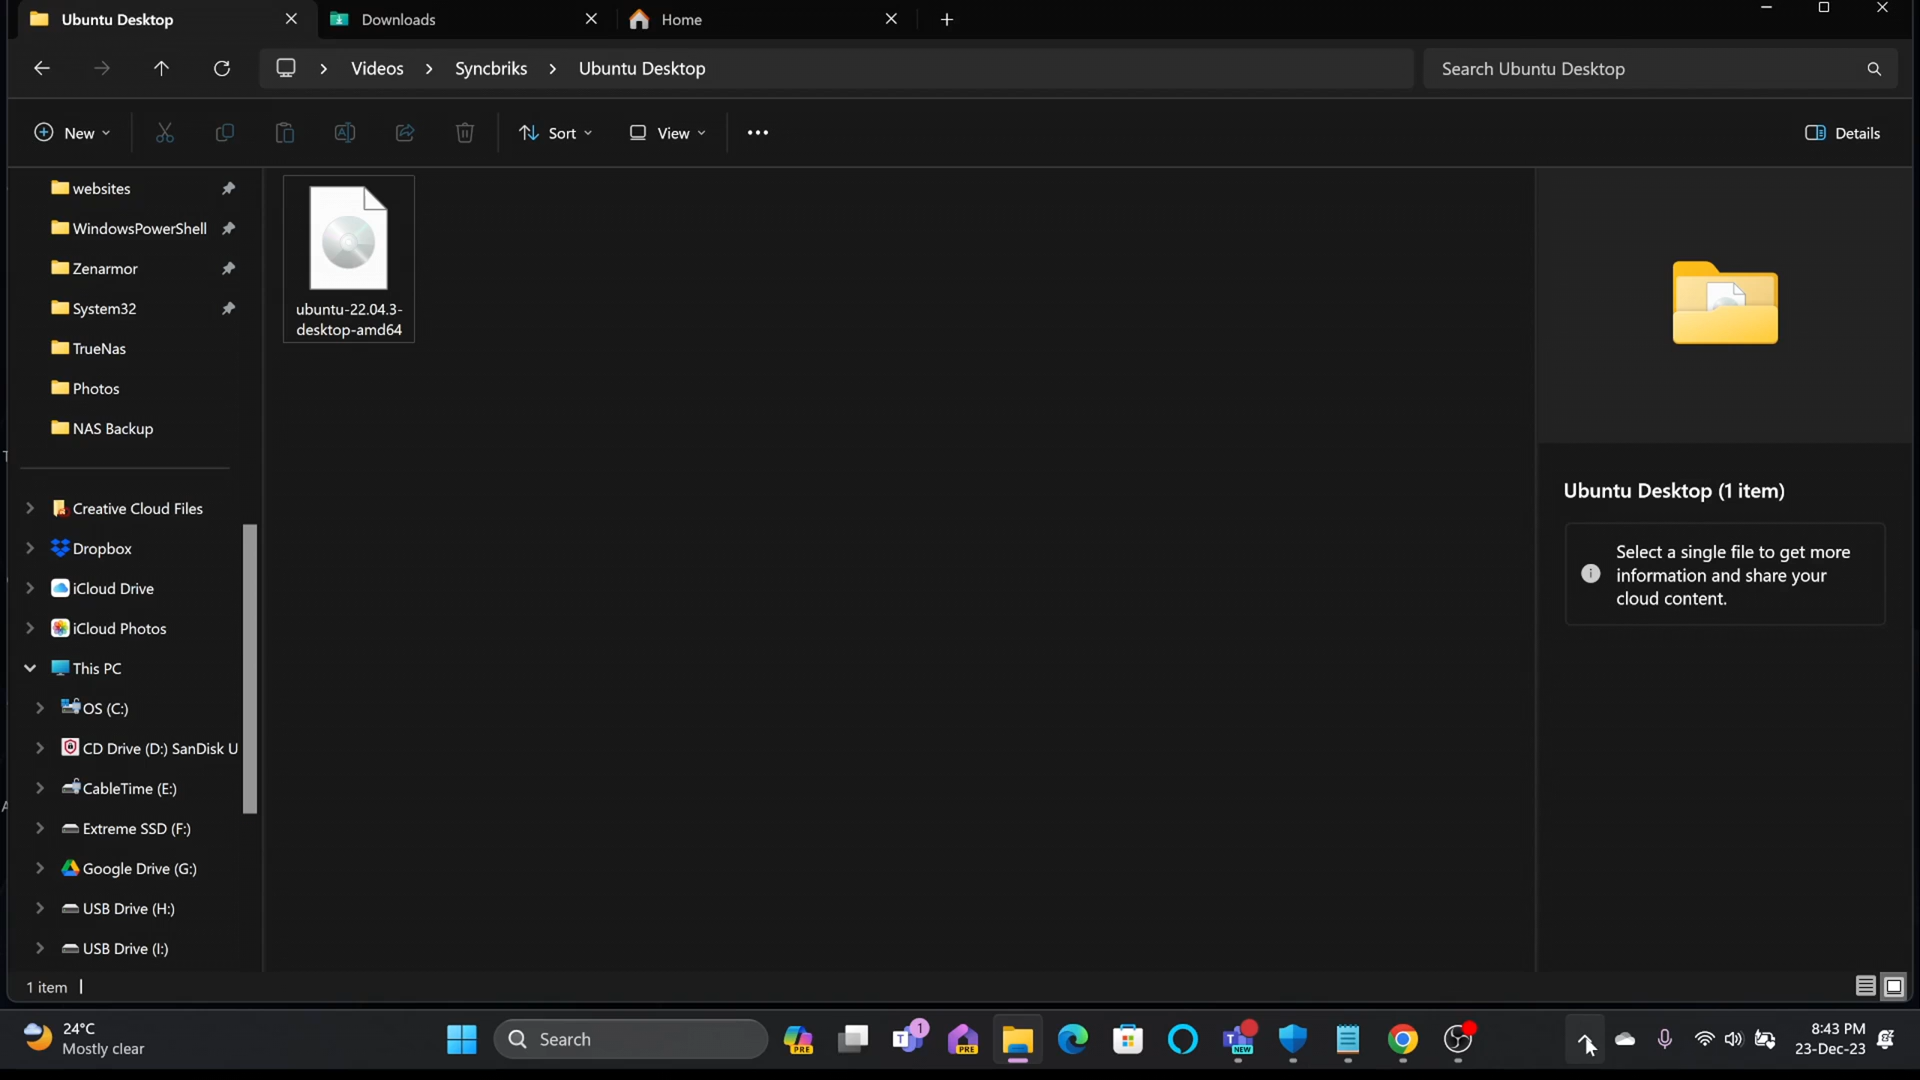 Ubuntu Desktop
Downloads
Home
Videos
Syncbriks
Ubuntu Desktop
Search Ubuntu Desktop
New
Sort
View
Details
websites
WindowsPowerShell
Zenarmor
System32
TrueNas
Photos
NAS Backup
Creative Cloud Files
Dropbox
iCloud Drive
iCloud Photos
This PC
OS (C:)
CD Drive (D:) SanDisk U
CableTime (E:)
Extreme SSD (F:)
Google Drive (G:)
USB Drive (H:)
USB Drive (I:)
ubuntu-22.04.3-
desktop-amd64
Ubuntu Desktop (1 item)
Select a single file to get more
information and share your
cloud content.
1 item
24°C
Mostly clear
Search
PRE
1
PRE
NEW
8:43 PM
23-Dec-23